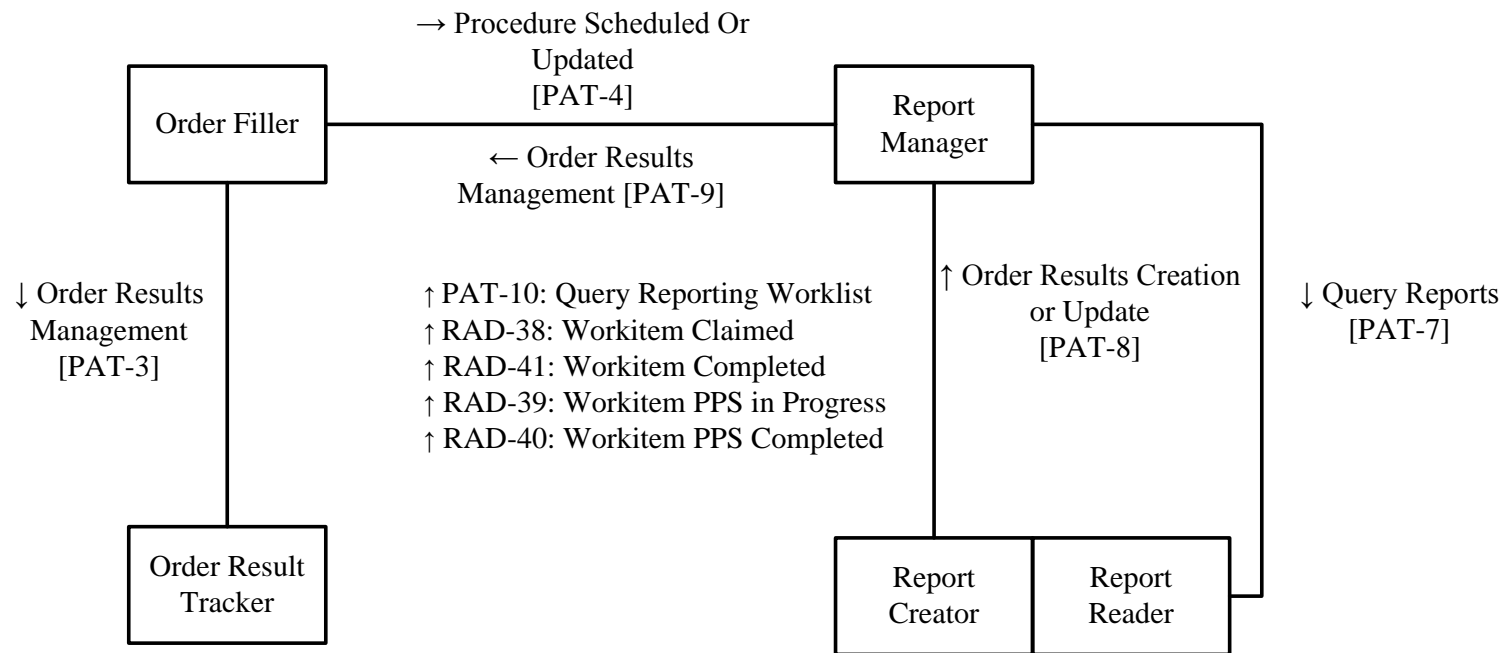 → Procedure Scheduled Or
Updated
[PAT-4]
Order Filler
Report
Manager
← Order Results
Management [PAT-9]
↓ Order Results
Management
[PAT-3]
↑ PAT-10: Query Reporting Worklist
↑ RAD-38: Workitem Claimed
↑ RAD-41: Workitem Completed
↑ RAD-39: Workitem PPS in Progress
↑ RAD-40: Workitem PPS Completed
↑ Order Results Creation
or Update
[PAT-8]
↓ Query Reports
[PAT-7]
Order Result
Tracker
Report
Creator
Report
Reader